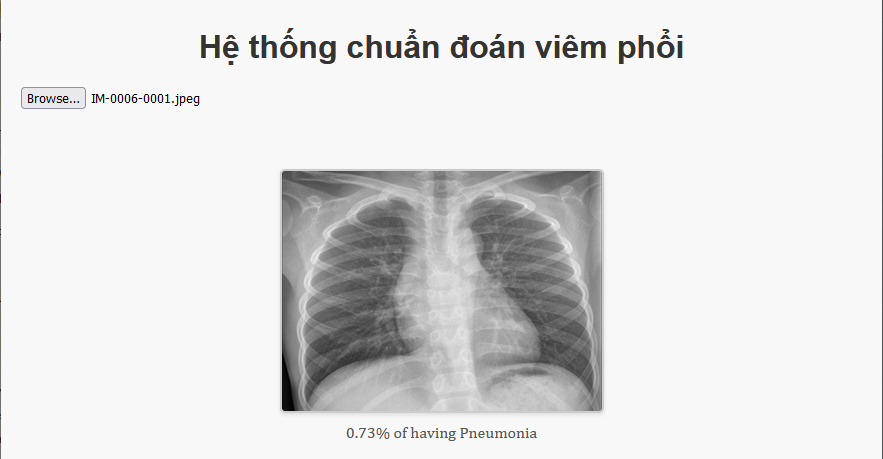 Hệ thống chuẩn đoán viêm phổi
Browse... IM-0006-0001.jpeg
0.73% of having Pneumonia